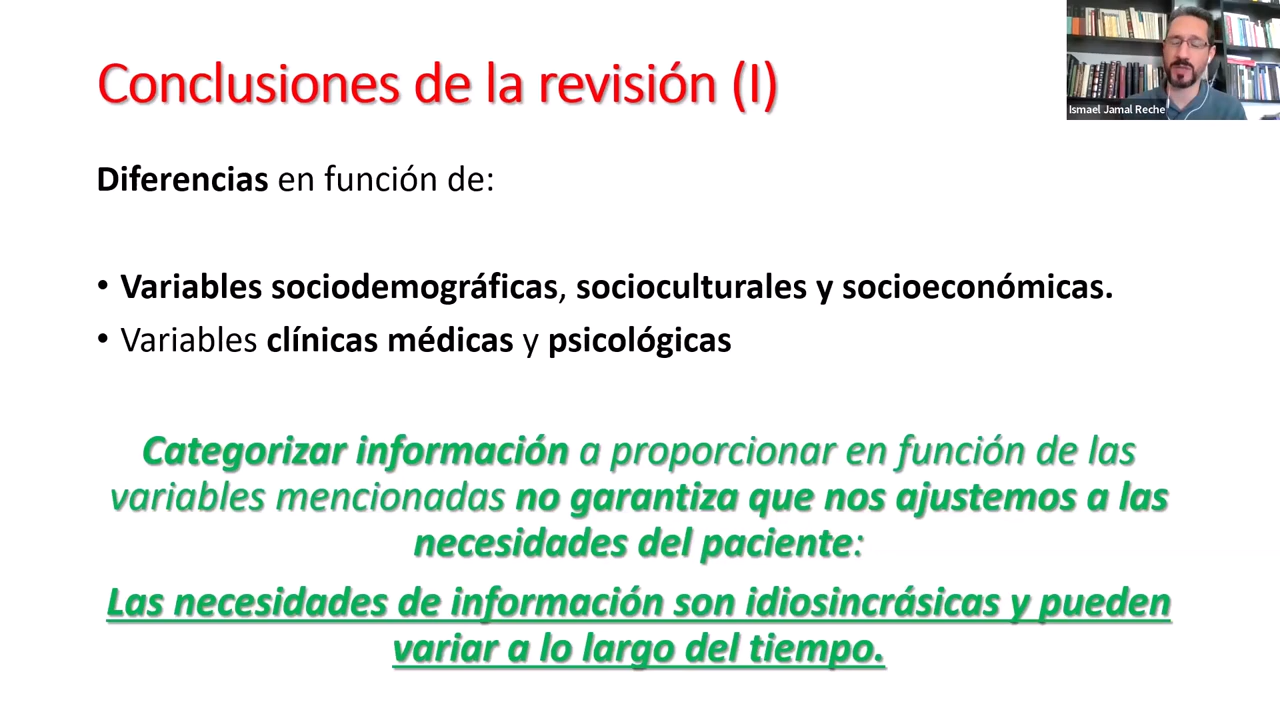 Conclusiones de la revisión (I)
Ismael Jamal Reche
Diferencias en función de:
• Variables sociodemográficas, socioculturales y socioeconómicas.
• Variables clínicas médicas y psicológicas
Categorizar información a proporcionar en función de las
variables mencionadas no garantiza que nos ajustemos a las
necesidades del paciente:
Las necesidades de información son idiosincrásicas y pueden
variar a lo largo del tiempo.